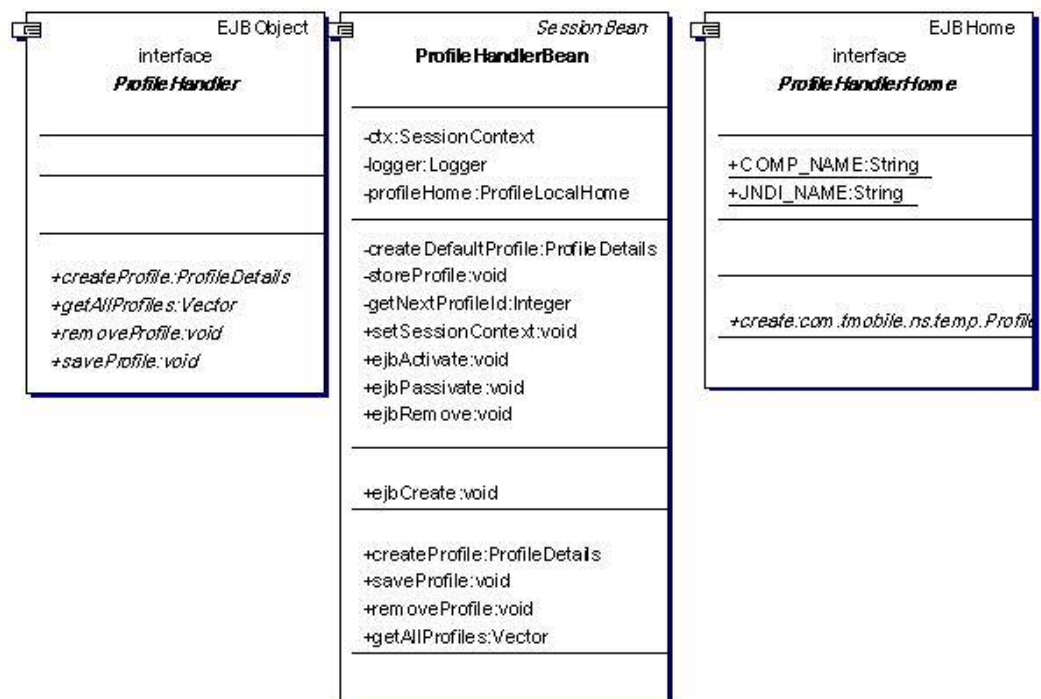 EJBObject
interface
ProfileHandler
+createProfile:ProfileDetails
+getAllProfiles:Vector
+removeProfile:void
+saveProfile:void
SessionBean
ProfileHandlerBean
-ctx:SessionContext
-logger:Logger
-profileHome:ProfileLocalHome
-createDefaultProfile:ProfileDetails
-storeProfile:void
-getNextProfileId:Integer
+setSessionContext:void
+ejbActivate:void
+ejbPassivate:void
+ejbRemove:void
+ejbCreate:void
+createProfile:ProfileDetails
+saveProfile:void
+removeProfile:void
+getAllProfiles:Vector
EJBHome
interface
ProfileHandlerHome
+COMP_NAME:String
+JNDI_NAME:String
+create:com.tmobile.ns.temp.Profile